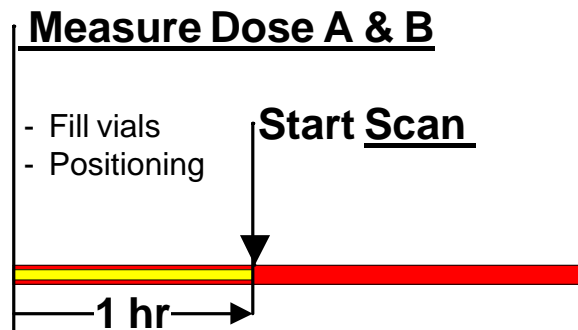 Measure Dose A & B
- Fill vials
- Positioning
Start Scan
1 hr